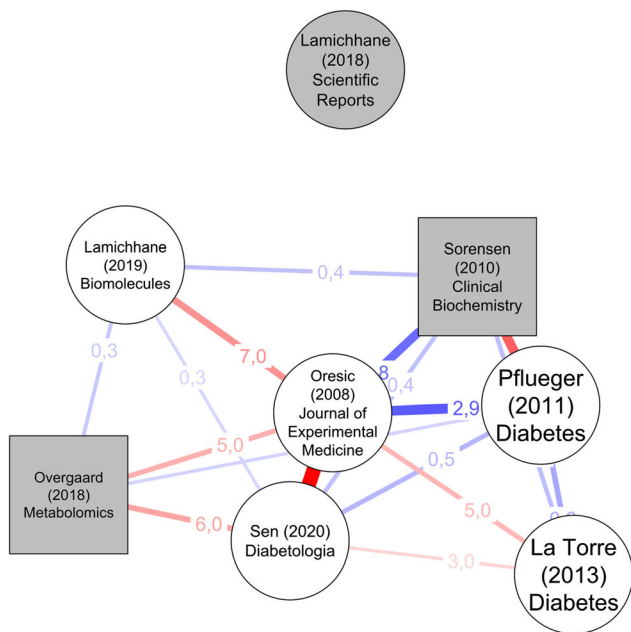 Lamichhane
(2018)
Scientific
Reports
Lamichhane
(2019)
Biomolecules
0,4
Sorensen
(2010)
Clinical
Biochemistry
0,3
7,0
0,3
8
0,4
Oresic
(2008)
Journal of
Experimental
Medicine
2,9
Pflueger
(2011)
Diabetes
5,0
0,5
Overgaard
(2018)
Metabolomics
6,0
Sen (2020)
Diabetologia
5,0
3,0
La Torre
(2013)
Diabetes